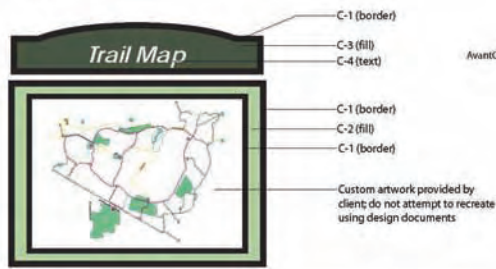 C-1 (border)
C-3 (fill)
Trail Map
C-4 (text)
C-1 (border)
C-2 (fill)
C-1 (border)
Custom artwork provided by
client; do not attempt to recreate
using design documents